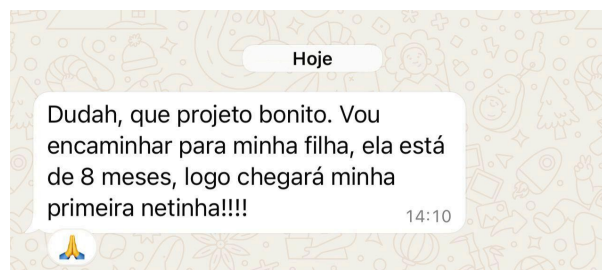 Hoje
Dudah, que projeto bonito. Vou
encaminhar para minha filha, ela está
de 8 meses, logo chegará minha
primeira netinha!!!!
14:10